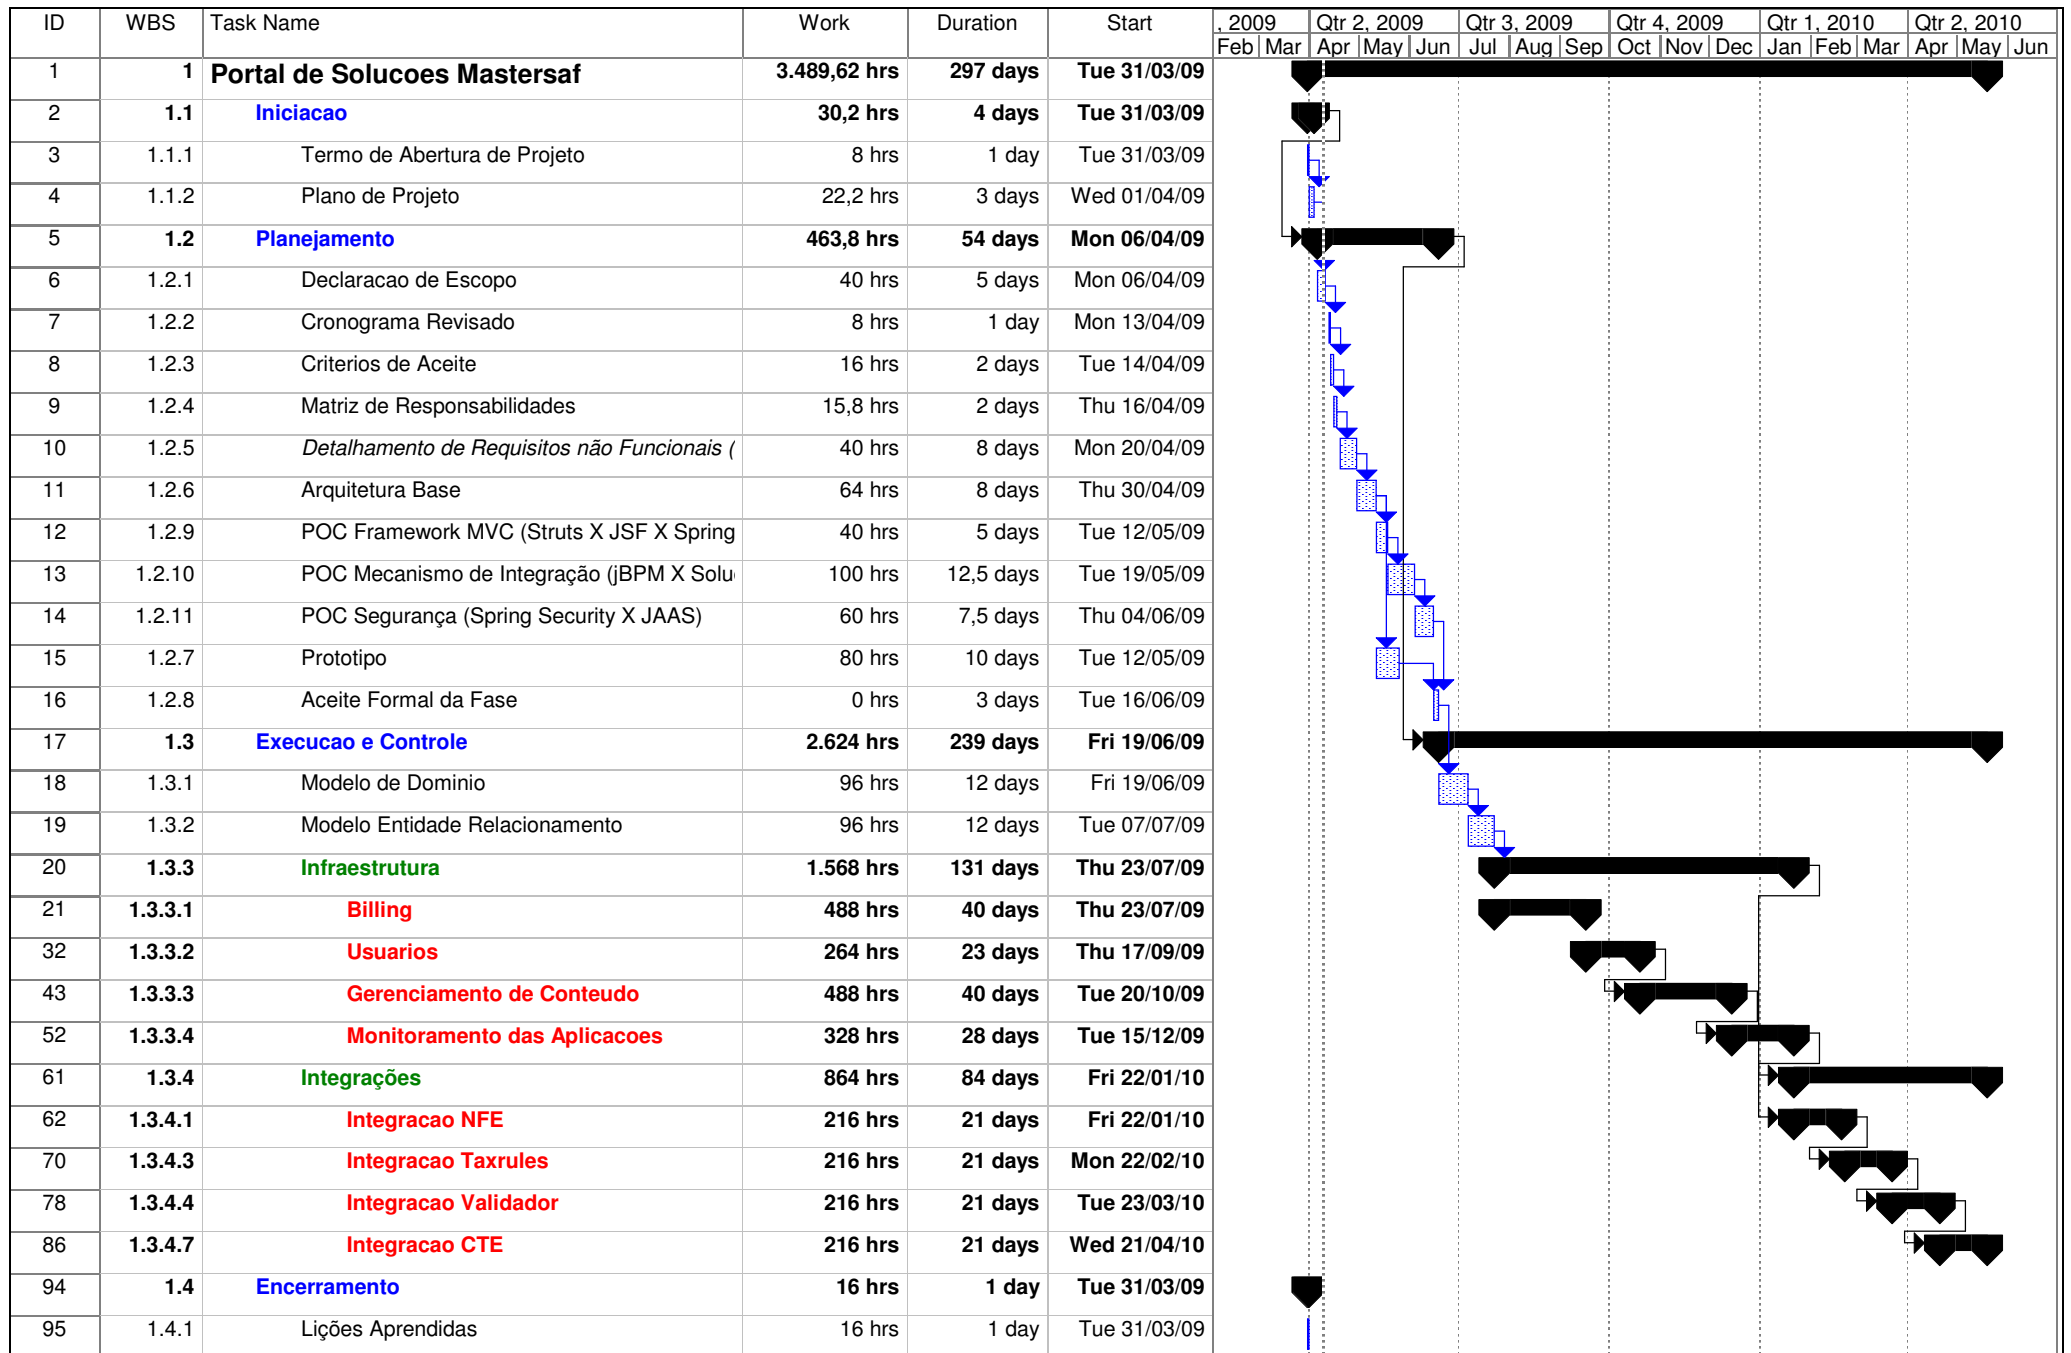 ID WBS Task Name Work Duration Start , 2009 Qtr 2, 2009 Qtr 3, 2009 Qtr 4, 2009 Qtr 1, 2010 Qtr 2, 2010
Feb Mar Apr May Jun Jul Aug Sep Oct Nov Dec Jan Feb Mar Apr May Jun
1 1 Portal de Solucoes Mastersaf 3.489,62 hrs 297 days Tue 31/03/09
2 1.1 Iniciacao 30,2 hrs 4 days Tue 31/03/09
3 1.1.1 Termo de Abertura de Projeto 8 hrs 1 day Tue 31/03/09
4 1.1.2 Plano de Projeto 22,2 hrs 3 days Wed 01/04/09
5 1.2 Planejamento 463,8 hrs 54 days Mon 06/04/09
6 1.2.1 Declaracao de Escopo 40 hrs 5 days Mon 06/04/09
7 1.2.2 Cronograma Revisado 8 hrs 1 day Mon 13/04/09
8 1.2.3 Criterios de Aceite 16 hrs 2 days Tue 14/04/09
9 1.2.4 Matriz de Responsabilidades 15,8 hrs 2 days Thu 16/04/09
10 1.2.5 Detalhamento de Requisitos não Funcionais ( 40 hrs 8 days Mon 20/04/09
11 1.2.6 Arquitetura Base 64 hrs 8 days Thu 30/04/09
12 1.2.9 POC Framework MVC (Struts X JSF X Spring 40 hrs 5 days Tue 12/05/09
13 1.2.10 POC Mecanismo de Integração (jBPM X Solu 100 hrs 12,5 days Tue 19/05/09
14 1.2.11 POC Segurança (Spring Security X JAAS) 60 hrs 7,5 days Thu 04/06/09
15 1.2.7 Prototipo 80 hrs 10 days Tue 12/05/09
16 1.2.8 Aceite Formal da Fase 0 hrs 3 days Tue 16/06/09
17 1.3 Execucao e Controle 2.624 hrs 239 days Fri 19/06/09
18 1.3.1 Modelo de Dominio 96 hrs 12 days Fri 19/06/09
19 1.3.2 Modelo Entidade Relacionamento 96 hrs 12 days Tue 07/07/09
20 1.3.3 Infraestrutura 1.568 hrs 131 days Thu 23/07/09
21 1.3.3.1 Billing 488 hrs 40 days Thu 23/07/09
32 1.3.3.2 Usuarios 264 hrs 23 days Thu 17/09/09
43 1.3.3.3 Gerenciamento de Conteudo 488 hrs 40 days Tue 20/10/09
52 1.3.3.4 Monitoramento das Aplicacoes 328 hrs 28 days Tue 15/12/09
61 1.3.4 Integrações 864 hrs 84 days Fri 22/01/10
62 1.3.4.1 Integracao NFE 216 hrs 21 days Fri 22/01/10
70 1.3.4.3 Integracao Taxrules 216 hrs 21 days Mon 22/02/10
78 1.3.4.4 Integracao Validador 216 hrs 21 days Tue 23/03/10
86 1.3.4.7 Integracao CTE 216 hrs 21 days Wed 21/04/10
94 1.4 Encerramento 16 hrs 1 day Tue 31/03/09
95 1.4.1 Lições Aprendidas 16 hrs 1 day Tue 31/03/09